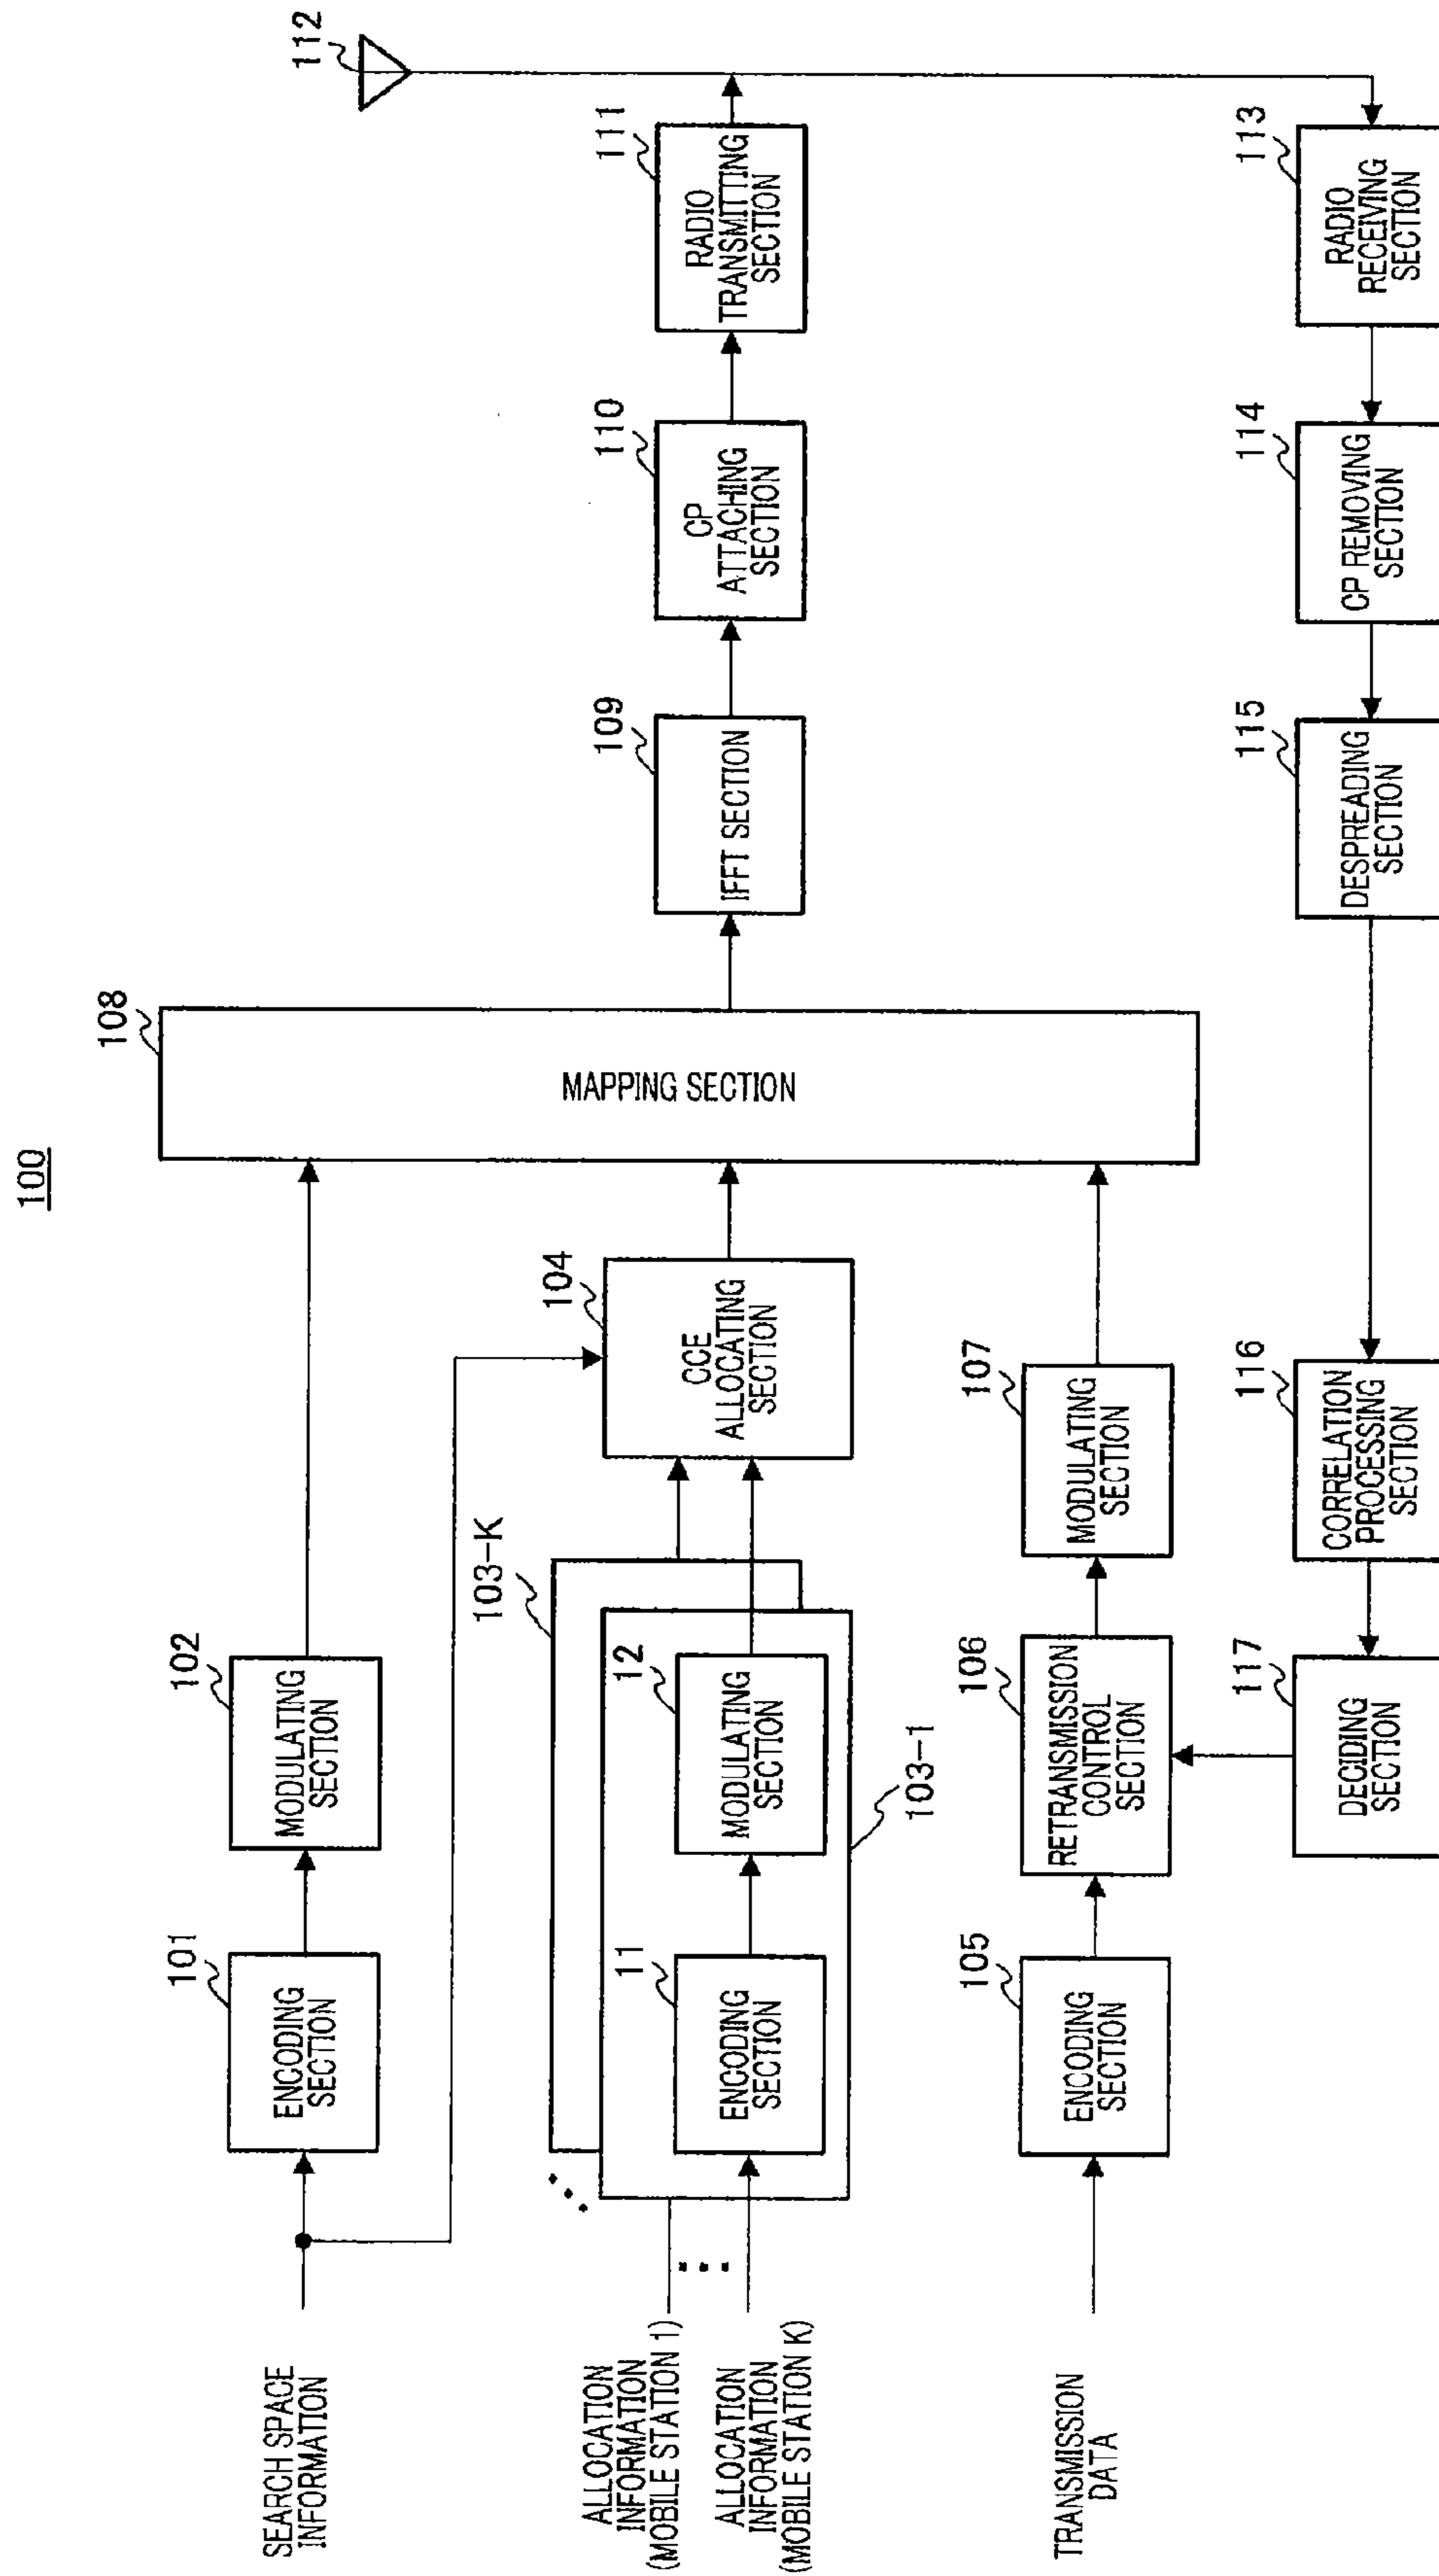 100
SEARCH SPACE
INFORMATION
101
ENCODING
SECTION
102
MODULATING
SECTION
108
MAPPING SECTION
112
ALLOCATION
INFORMATION
(MOBILE STATION 1)
ALLOCATION
INFORMATION
(MOBILE STATION K)
103-K
11
ENCODING
SECTION
12
MODULATING
SECTION
103-1
104
CCE
ALLOCATING
SECTION
109
IFFT SECTION
110
CP
ATTACHING
SECTION
111
RADIO
TRANSMITTING
SECTION
TRANSMISSION
DATA
105
ENCODING
SECTION
106
RETRANSMISSION
CONTROL
SECTION
107
MODULATING
SECTION
117
DECIDING
SECTION
116
CORRELATION
PROCESSING
SECTION
115
DESPREADING
SECTION
114
CP REMOVING
SECTION
113
RADIO
RECEIVING
SECTION